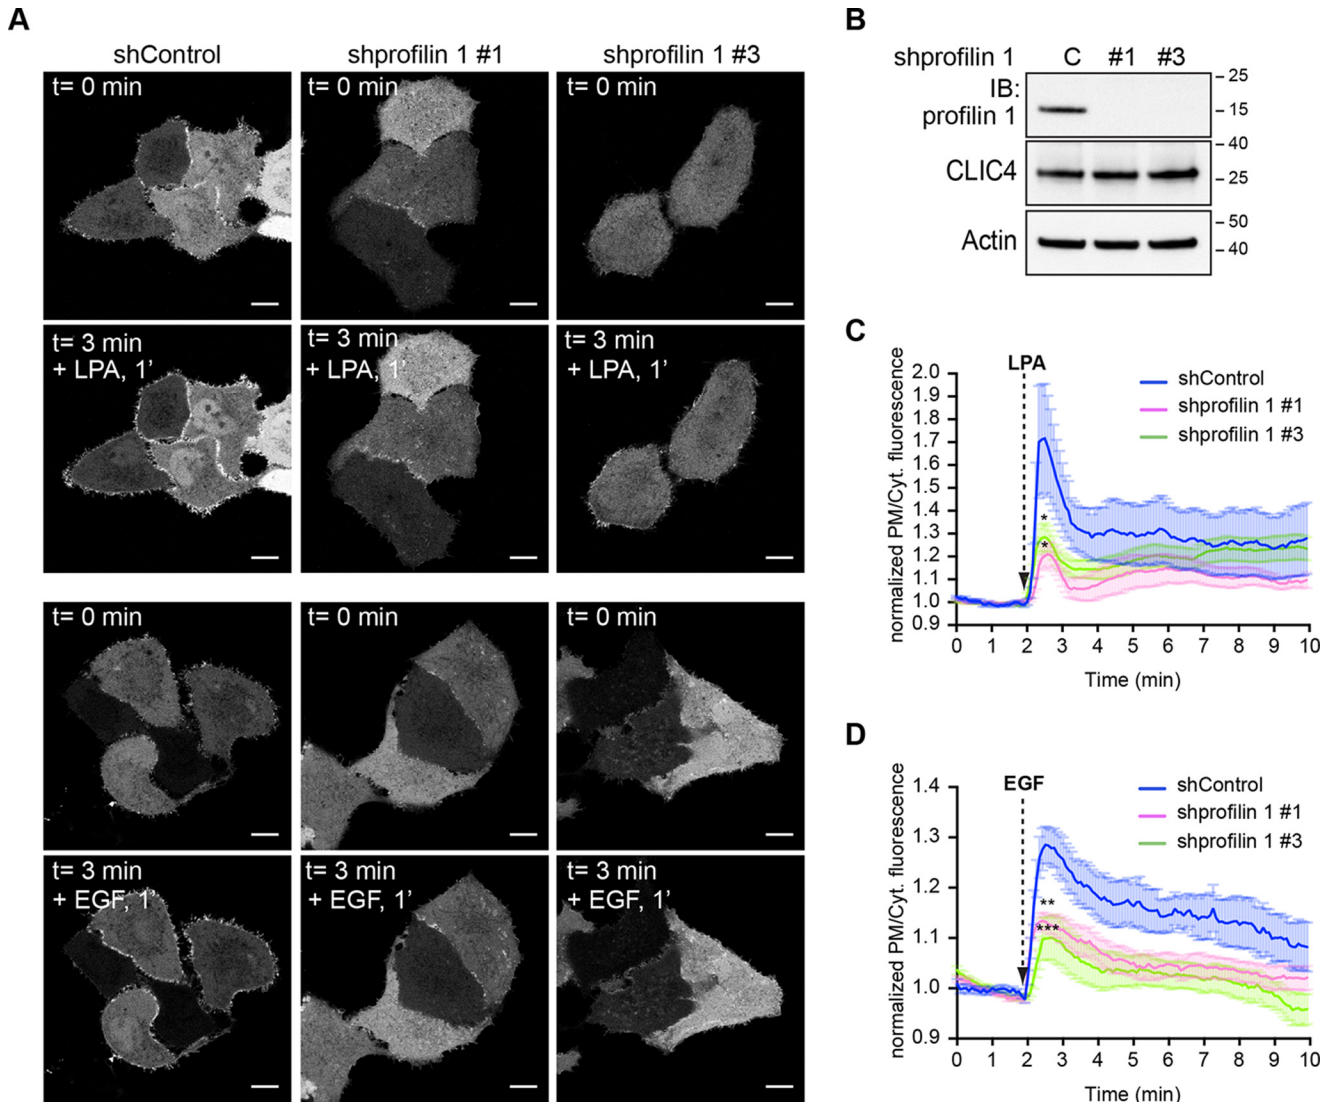 A
shControl
shprofilin 1 #1
shprofilin 1 #3
t= 0 min
t= 0 min
t= 0 min
t= 3 min
+ LPA, 1’
t= 3 min
+ LPA, 1’
t= 3 min
+ LPA, 1’
t= 0 min
t= 0 min
t= 0 min
t= 3 min
+ EGF, 1’
t= 3 min
+ EGF, 1’
t= 3 min
+ EGF, 1’
B
shprofilin 1 C #1 #3
IB:
profilin 1
CLIC4
Actin
25
15
40
25
50
40
C
normalized PM/Cyt. fluorescence
2.0
1.9
1.8
1.7
1.6
1.5
1.4
1.3
1.2
1.1
1.0
0.9
LPA
*
*
shControl
shprofilin 1 #1
shprofilin 1 #3
0 1 2 3 4 5 6 7 8 9 10
Time (min)
D
normalized PM/Cyt. fluorescence
1.4
1.3
1.2
1.1
1.0
0.9
EGF
**
***
shControl
shprofilin 1 #1
shprofilin 1 #3
0 1 2 3 4 5 6 7 8 9 10
Time (min)